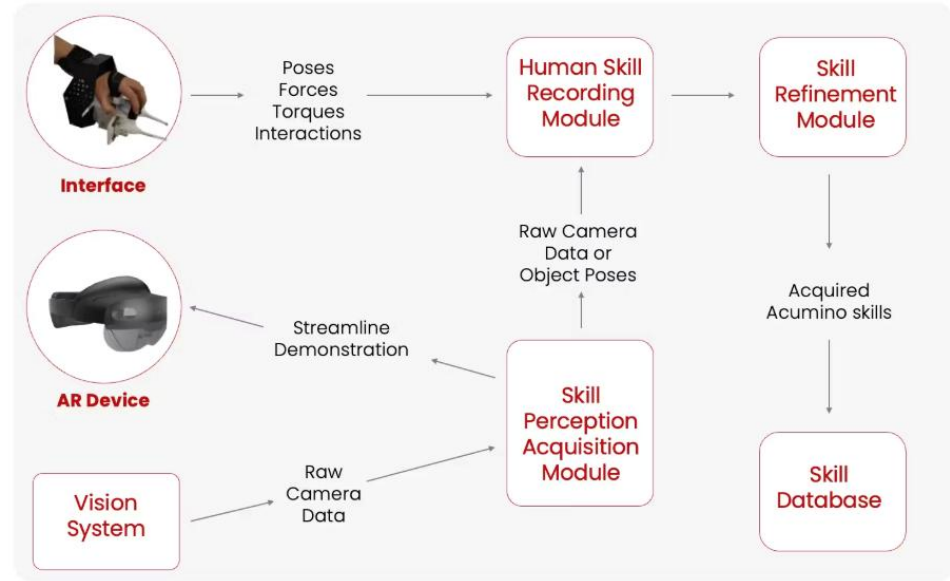 Poses
Forces
Torques
Interactions
Human Skill
Recording
Module
Skill
Refinement
Module
Interface
Raw Camera
Data or
Object Poses
Acquired
Acumino skills
Streamline
Demonstration
AR Device
Skill
Perception
Acquisition
Module
Vision
System
Raw
Camera
Data
Skill
Database